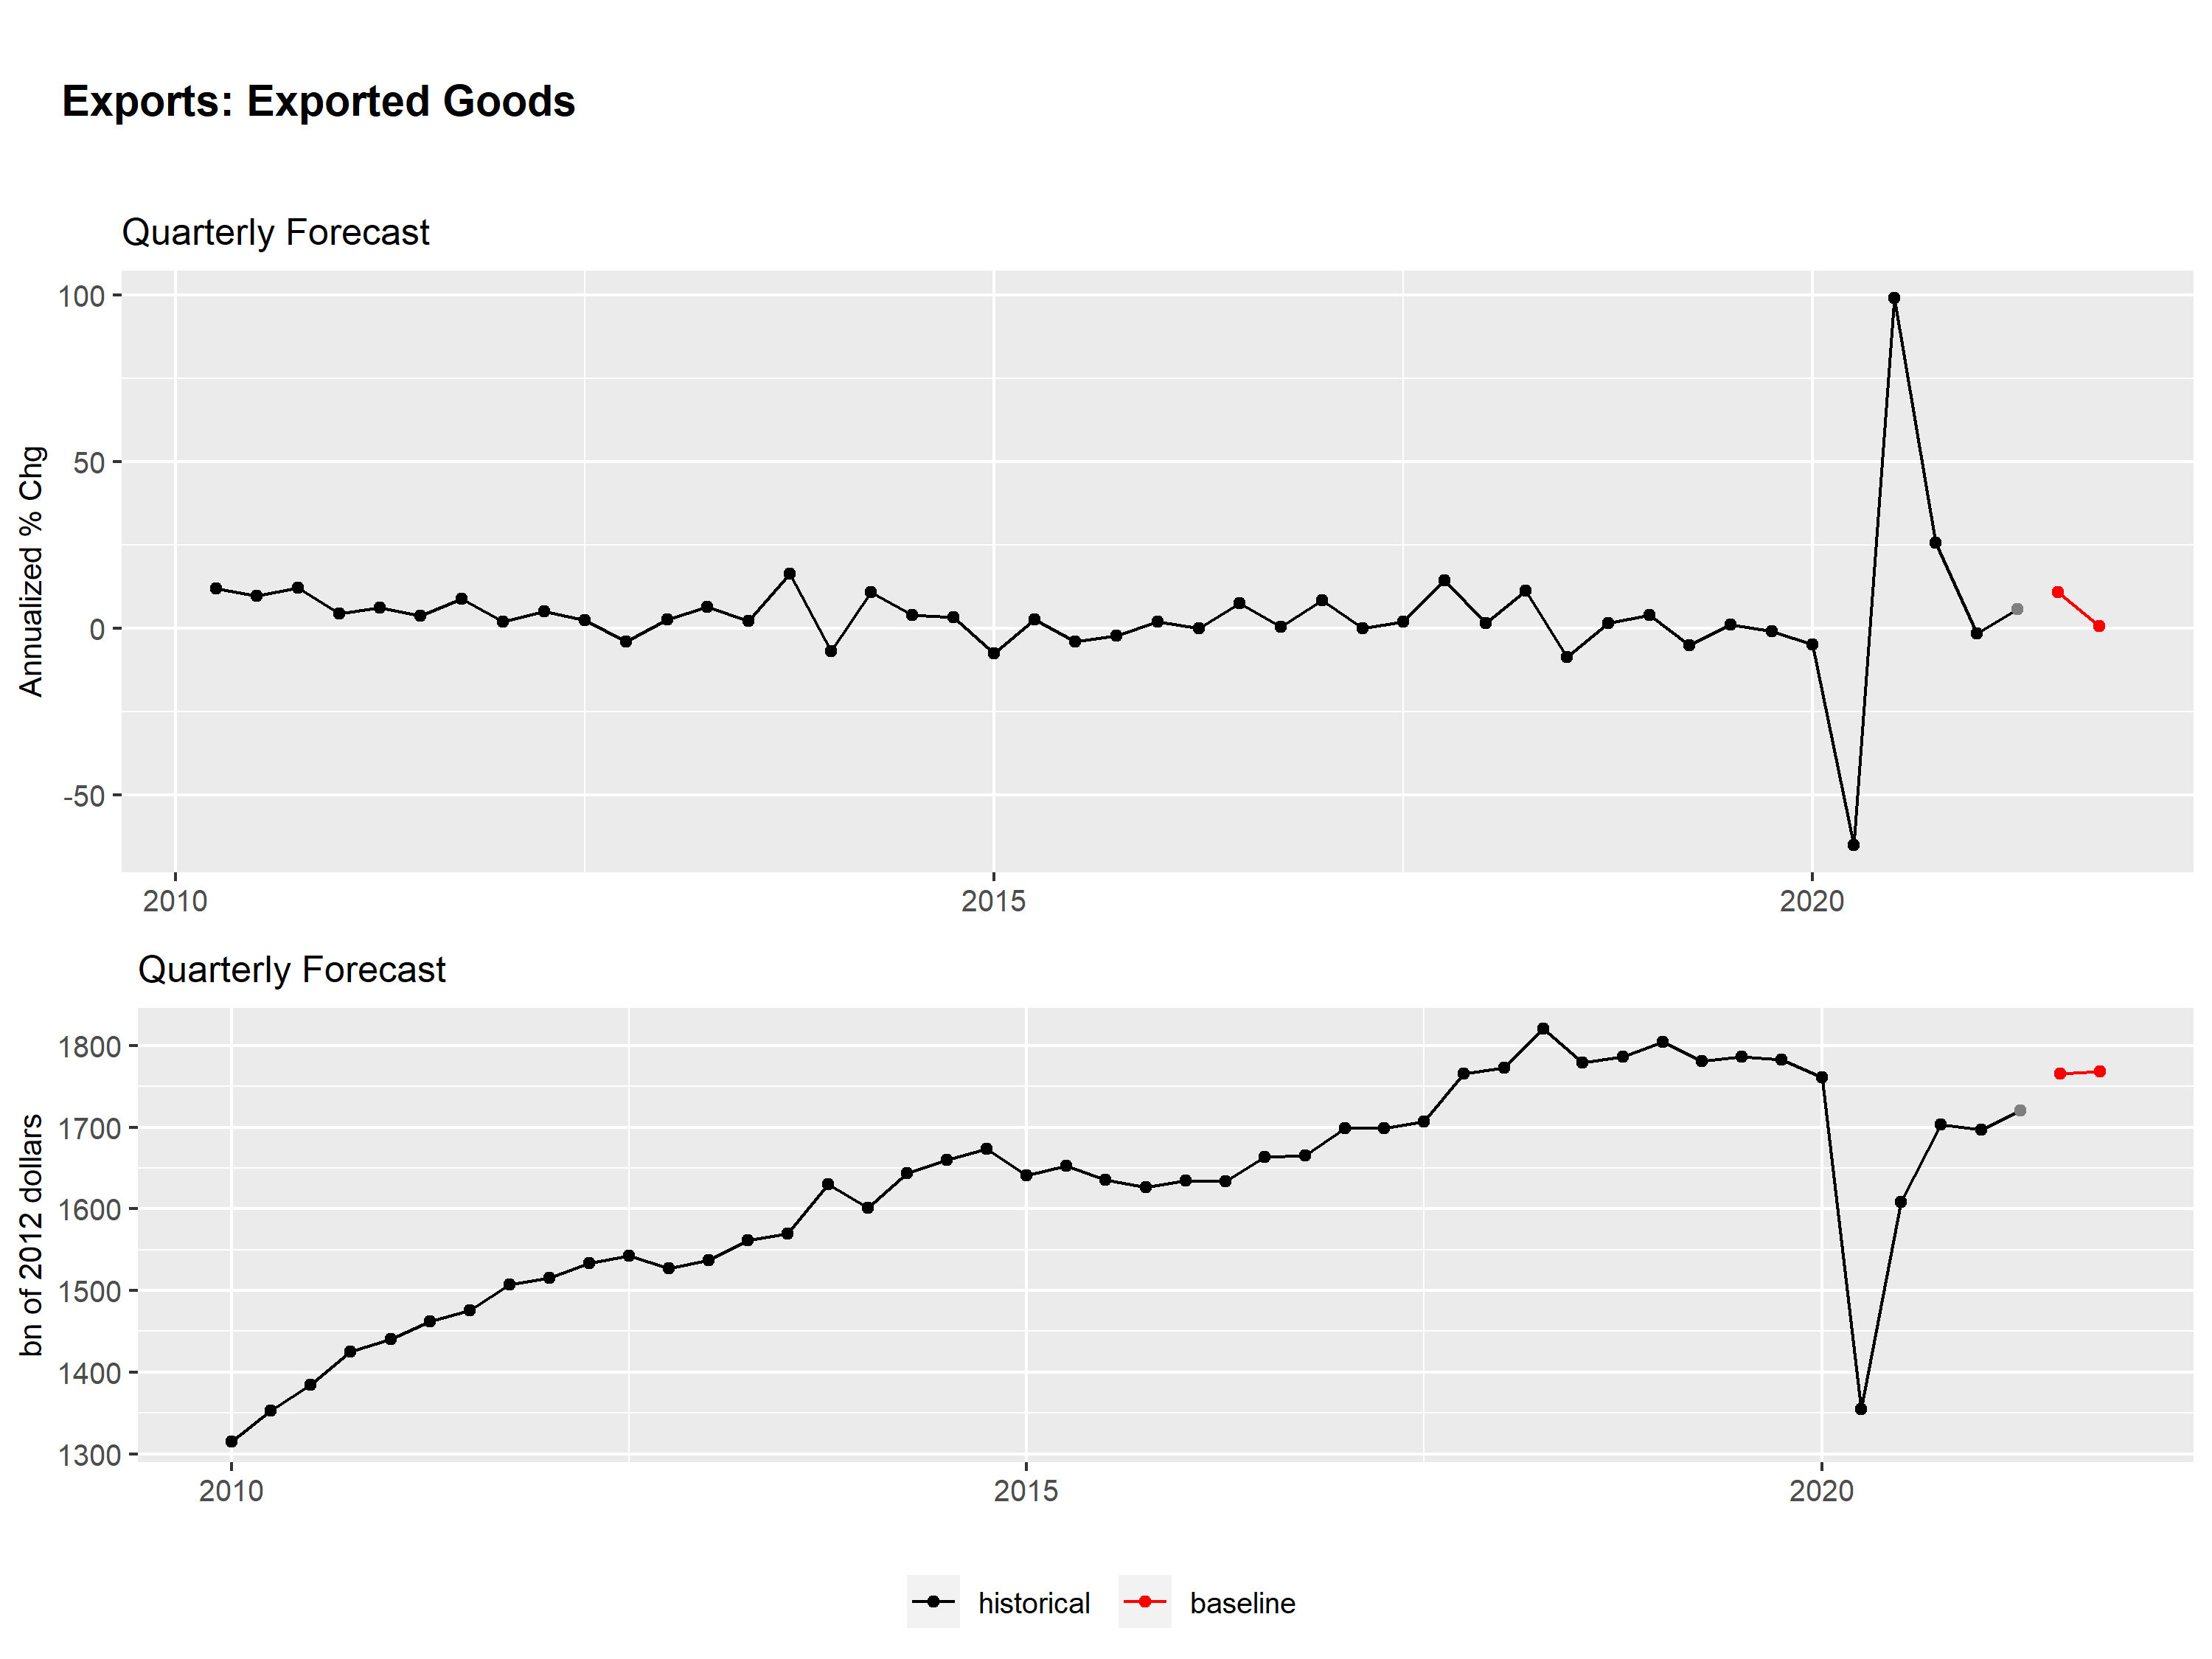 Exports: Exported Goods
Quarterly Forecast
Annualized % Chg
100
50
0
-50
2010
2015
2020
Quarterly Forecast
bn of 2012 dollars
1800
1700
1600
1500
1400
1300
2010
2015
2020
historical
baseline